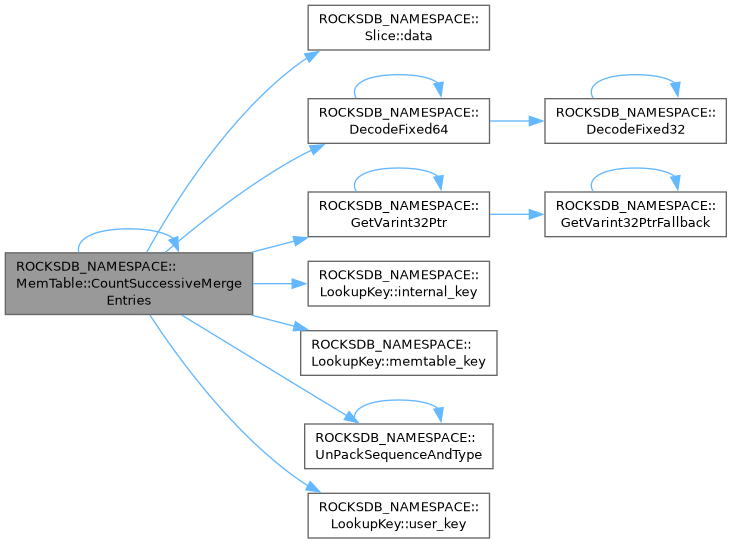 ROCKSDB_NAMESPACE::
Slice::data
ROCKSDB_NAMESPACE::
DecodeFixed64
ROCKSDB_NAMESPACE::
DecodeFixed32
ROCKSDB_NAMESPACE::
GetVarint32Ptr
ROCKSDB_NAMESPACE::
GetVarint32PtrFallback
ROCKSDB_NAMESPACE::
MemTable::CountSuccessiveMerge
Entries
ROCKSDB_NAMESPACE::
LookupKey::internal_key
ROCKSDB_NAMESPACE::
LookupKey::memtable_key
ROCKSDB_NAMESPACE::
UnPackSequenceAndType
ROCKSDB_NAMESPACE::
LookupKey::user_key